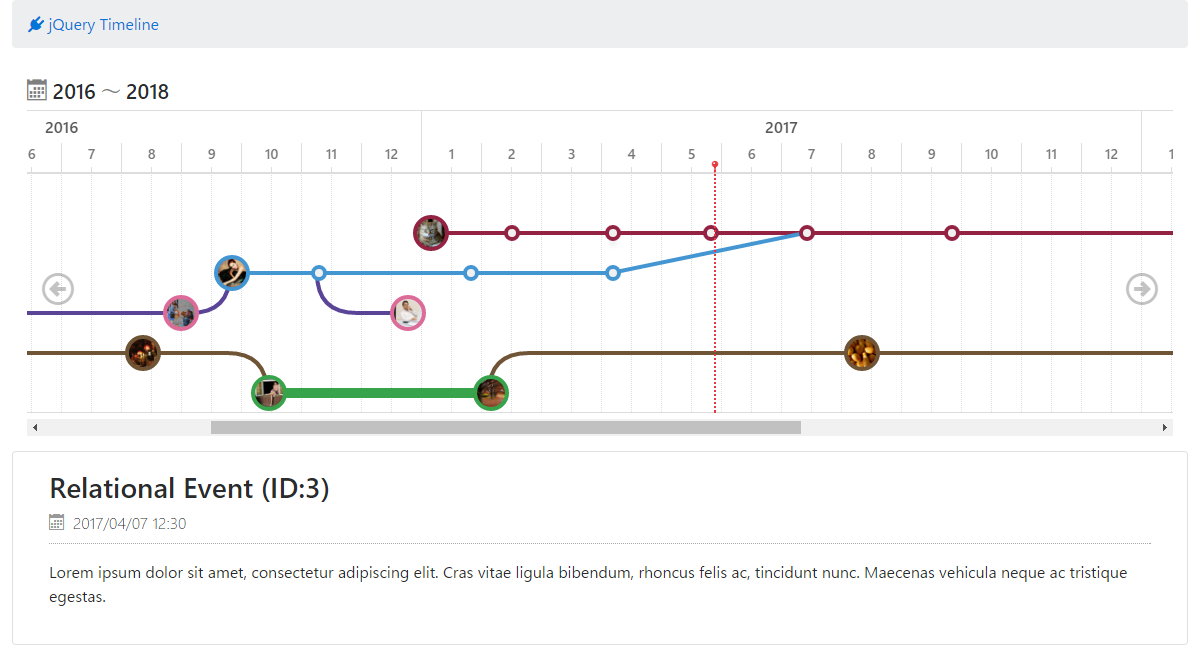 jQuery Timeline
2016 ～ 2018
2016 2017
6 7 8 9 10 11 12 1 2 3 4 5 6 7 8 9 10 11 12 1
Relational Event (ID:3)
2017/04/07 12:30
Lorem ipsum dolor sit amet, consectetur adipiscing elit. Cras vitae ligula bibendum, rhoncus felis ac, tincidunt nunc. Maecenas vehicula neque ac tristique
egestas.